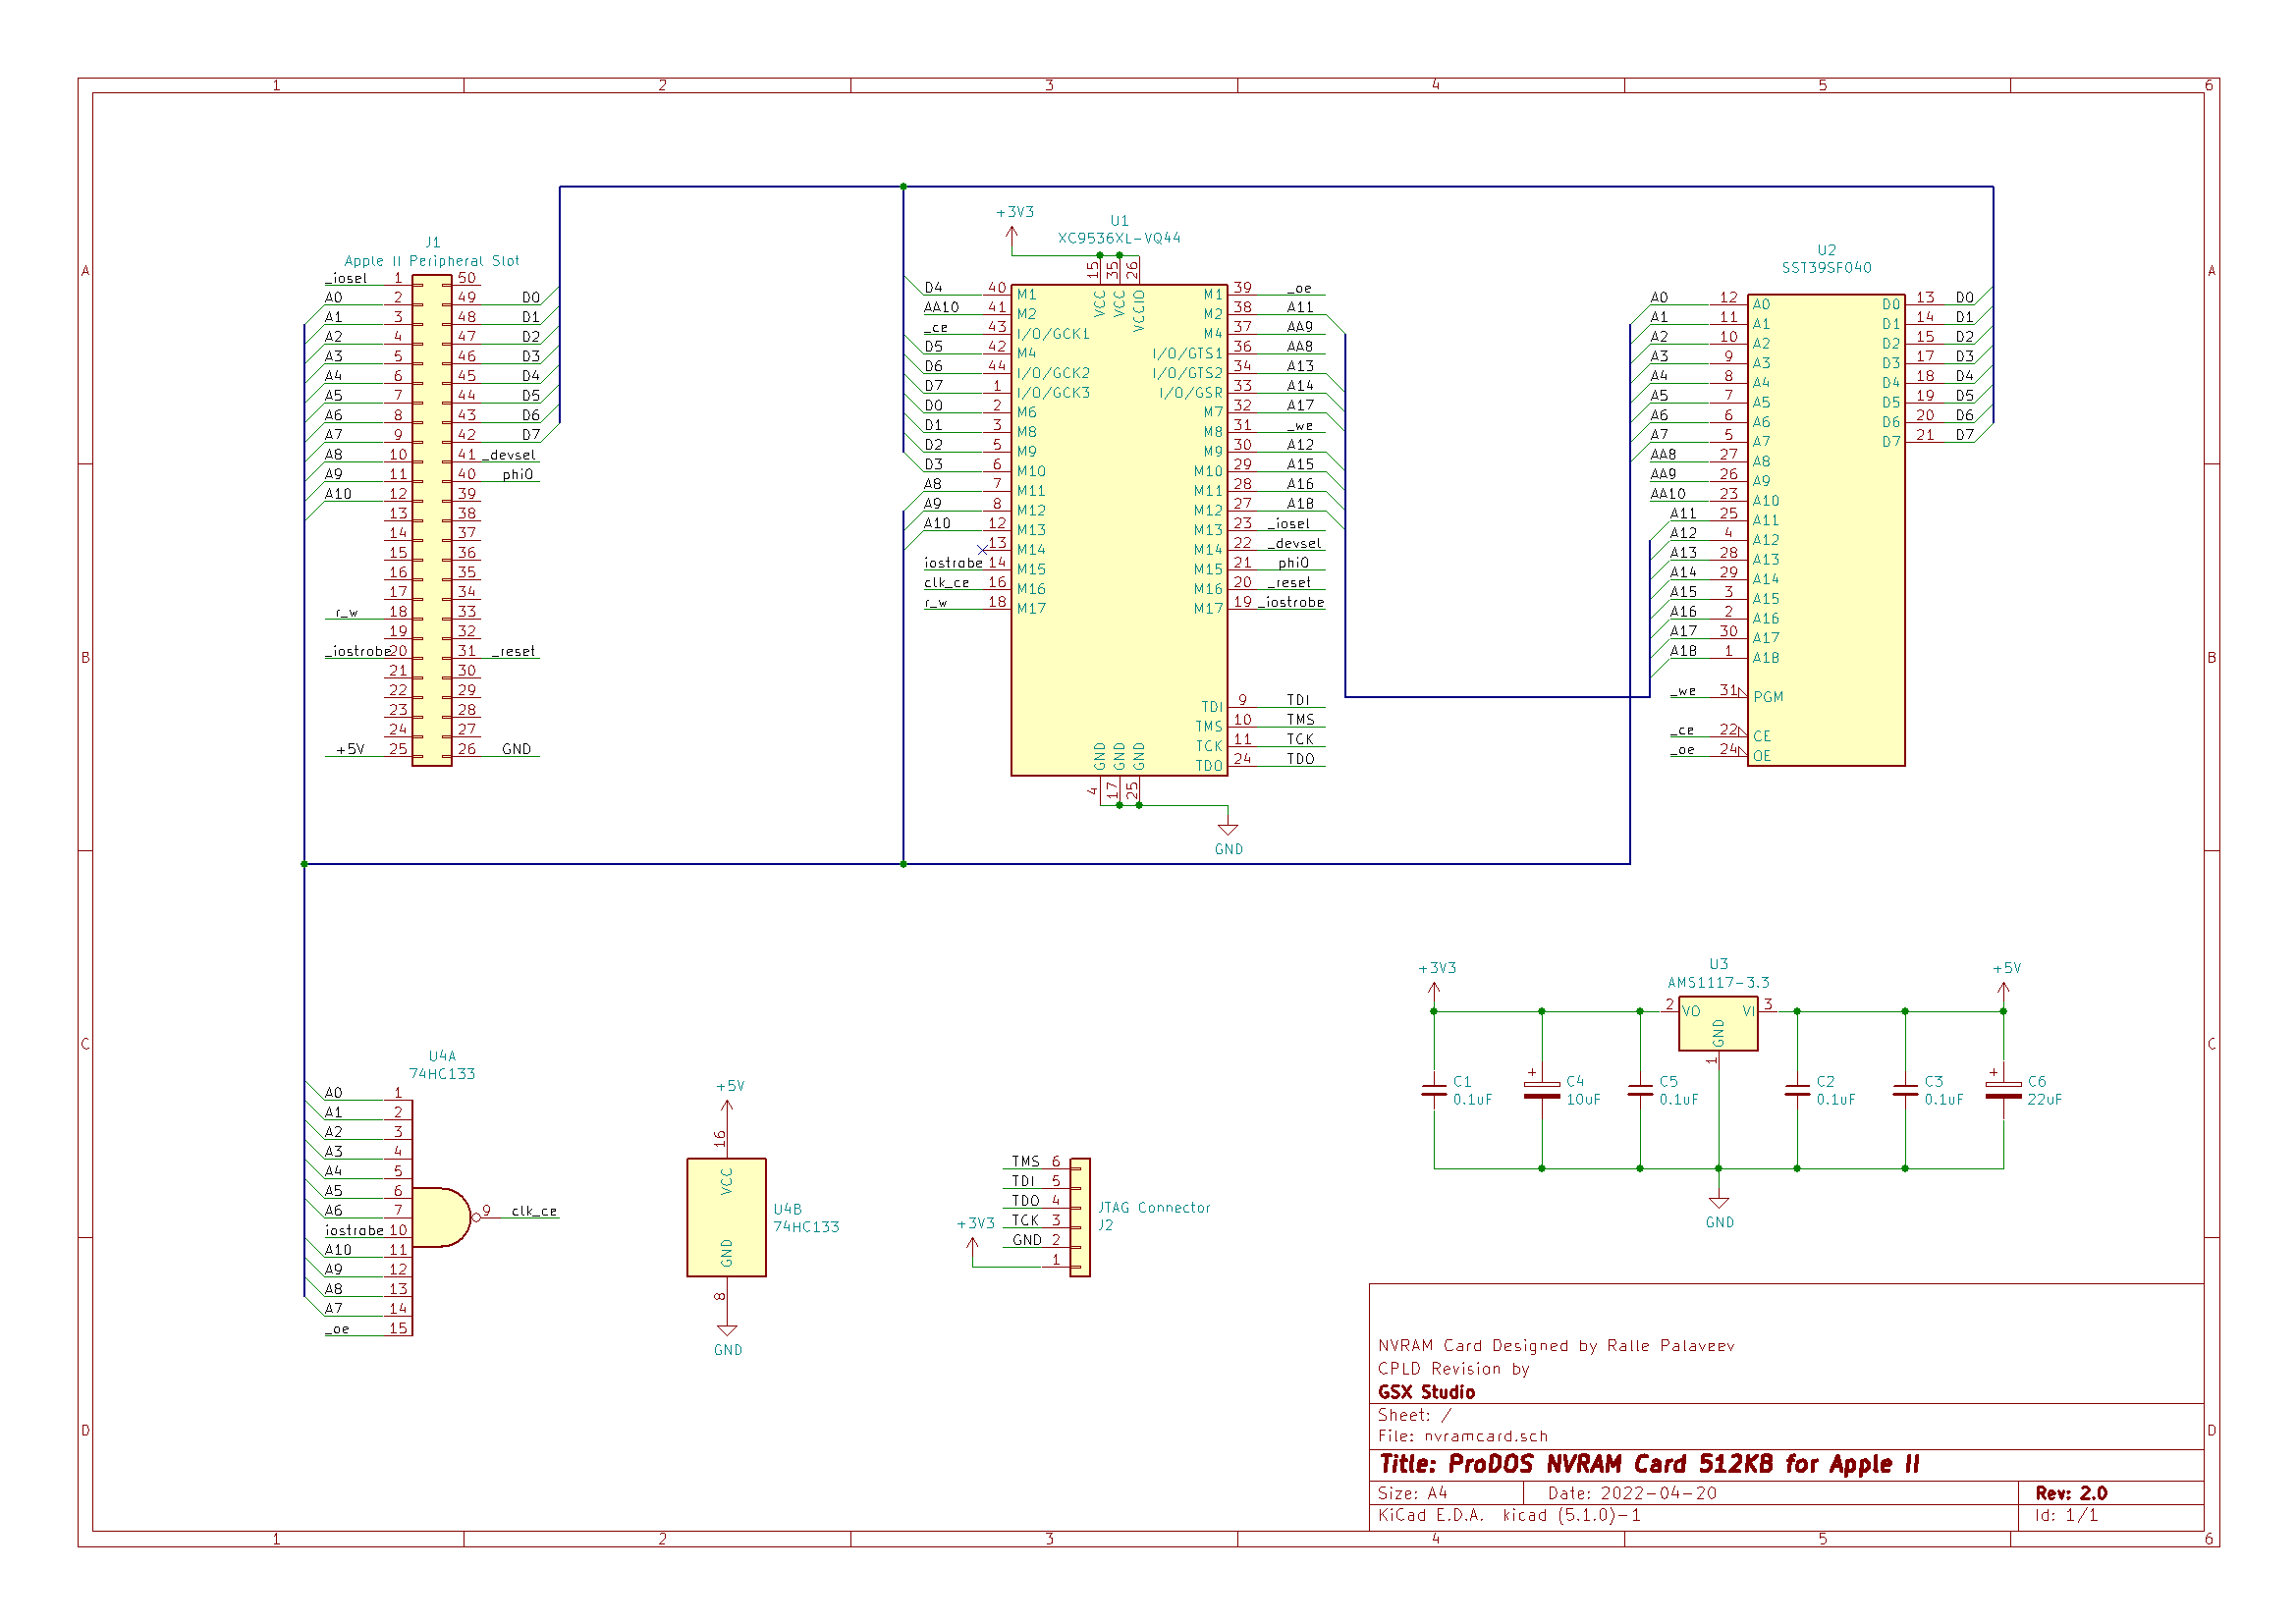 1 2 3 4 5 6
A
B
C
D
A
B
C
D
1 2 3 4 5 6
J1
Apple II Peripheral Slot
_iosel 1 50
A0 2 49 D0
A1 3 48 D1
A2 4 47 D2
A3 5 46 D3
A4 6 45 D4
A5 7 44 D5
A6 8 43 D6
A7 9 42 D7
A8 10 41 _devsel
A9 11 40 phi0
A10 12 39
13 38
14 37
15 36
16 35
17 34
r_w 18 33
19 32
_iostrobe 20 31 _reset
21 30
22 29
23 28
24 27
+5V 25 26 GND
+3V3
U1
XC9536XL-VQ44
15 35 26
VCC VCC VCCIO
D4 40 M1 M1 39 _oe
AA10 41 M2 M2 38 A11
_ce 43 I/O/GCK1 M4 37 AA9
D5 42 M4 I/O/GTS1 36 AA8
D6 44 I/O/GCK2 I/O/GTS2 34 A13
D7 1 I/O/GCK3 I/O/GSR 33 A14
D0 2 M6 M7 32 A17
D1 3 M8 M8 31 _we
D2 5 M9 M9 30 A12
D3 6 M10 M10 29 A15
A8 7 M11 M11 28 A16
A9 8 M12 M12 27 A18
A10 12 M13 M13 23 _iosel
13 M14 M14 22 _devsel
iostrabe 14 M15 M15 21 phi0
clk_ce 16 M16 M16 20 _reset
r_w 18 M17 M17 19 _iostrobe
TDI 9 TDI
TMS 10 TMS
TCK 11 TCK
TDO 24 TDO
GND GND GND
4 17 25
GND
U2
SST39SF040
A0 12 A0 D0 13 D0
A1 11 A1 D1 14 D1
A2 10 A2 D2 15 D2
A3 9 A3 D3 17 D3
A4 8 A4 D4 18 D4
A5 7 A5 D5 19 D5
A6 6 A6 D6 20 D6
A7 5 A7 D7 21 D7
AA8 27 A8
AA9 26 A9
AA10 23 A10
A11 25 A11
A12 4 A12
A13 28 A13
A14 29 A14
A15 3 A15
A16 2 A16
A17 30 A17
A18 1 A18
_we 31 PGM
_ce 22 CE
_oe 24 OE
U4A
74HC133
A0 1
A1 2
A2 3
A3 4
A4 5
A5 6
A6 7 9 clk_ce
iostrabe 10
A10 11
A9 12
A8 13
A7 14
_oe 15
+5V
16
VCC
U4B
74HC133
GND
8
GND
TMS 6
TDI 5
TDO 4
TCK 3
GND 2
1
+3V3
JTAG Connector
J2
+3V3 U3 +5V
AMS1117-3.3
2 VO VI 3
GND
1
C1
0.1uF
+ C4
10uF
C5
0.1uF
C2
0.1uF
C3
0.1uF
+ C6
22uF
GND
NVRAM Card Designed by Ralle Palaveev
CPLD Revision by
GSX Studio
Sheet: /
File: nvramcard.sch
Title: ProDOS NVRAM Card 512KB for Apple II
Size: A4 Date: 2022-04-20 Rev: 2.0
KiCad E.D.A. kicad (5.1.0)-1 Id: 1/1